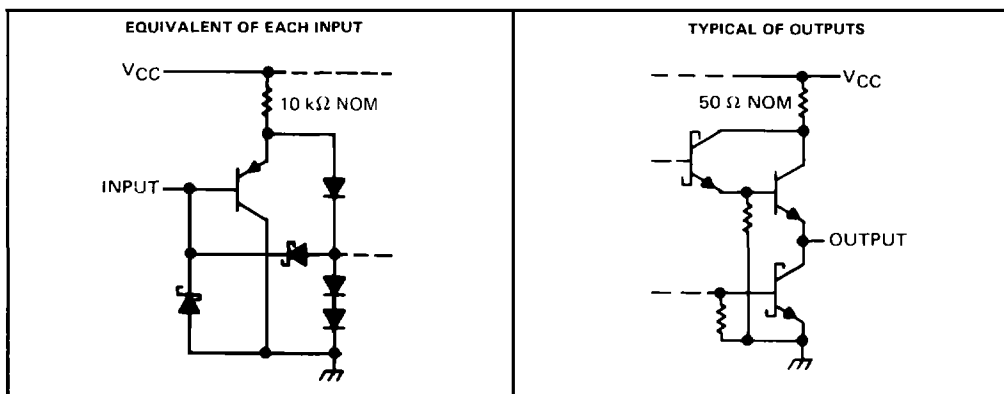 EQUIVALENT OF EACH INPUT
VCC
10 kΩ NOM
INPUT
TYPICAL OF OUTPUTS
VCC
50 Ω NOM
OUTPUT